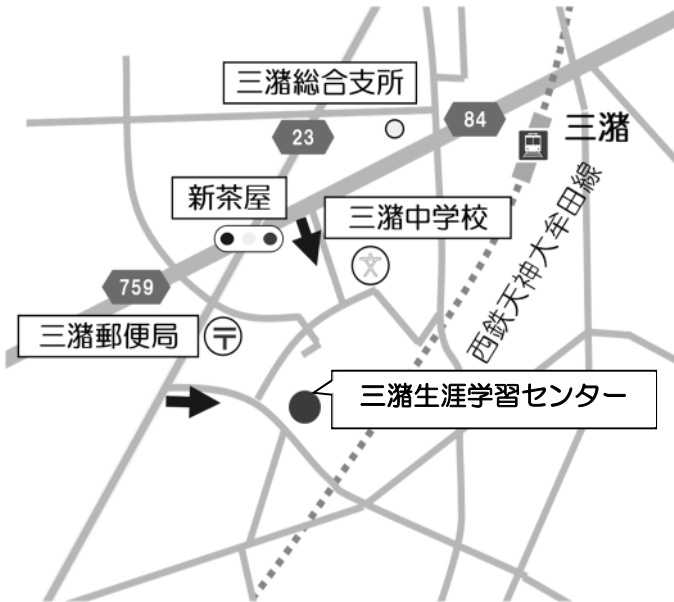 三潴総合支所
84
23
三潴
新茶屋
三潴中学校
文
759
西鉄天神大牟田線
三潴郵便局
〒
三潴生涯学習センター